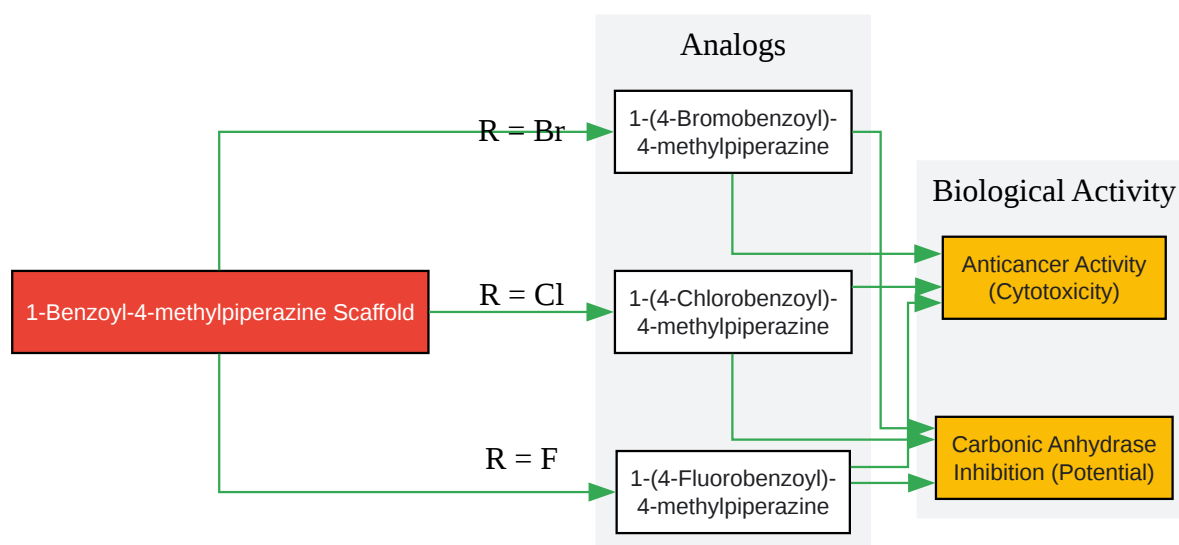 Analogs
1-(4-Bromobenzoyl)-
4-methylpiperazine
R = Br
Biological Activity
Anticancer Activity
(Cytotoxicity)
1-Benzoyl-4-methylpiperazine Scaffold
R = Cl
1-(4-Chlorobenzoyl)-
4-methylpiperazine
Carbonic Anhydrase
Inhibition (Potential)
R = F
1-(4-Fluorobenzoyl)-
4-methylpiperazine